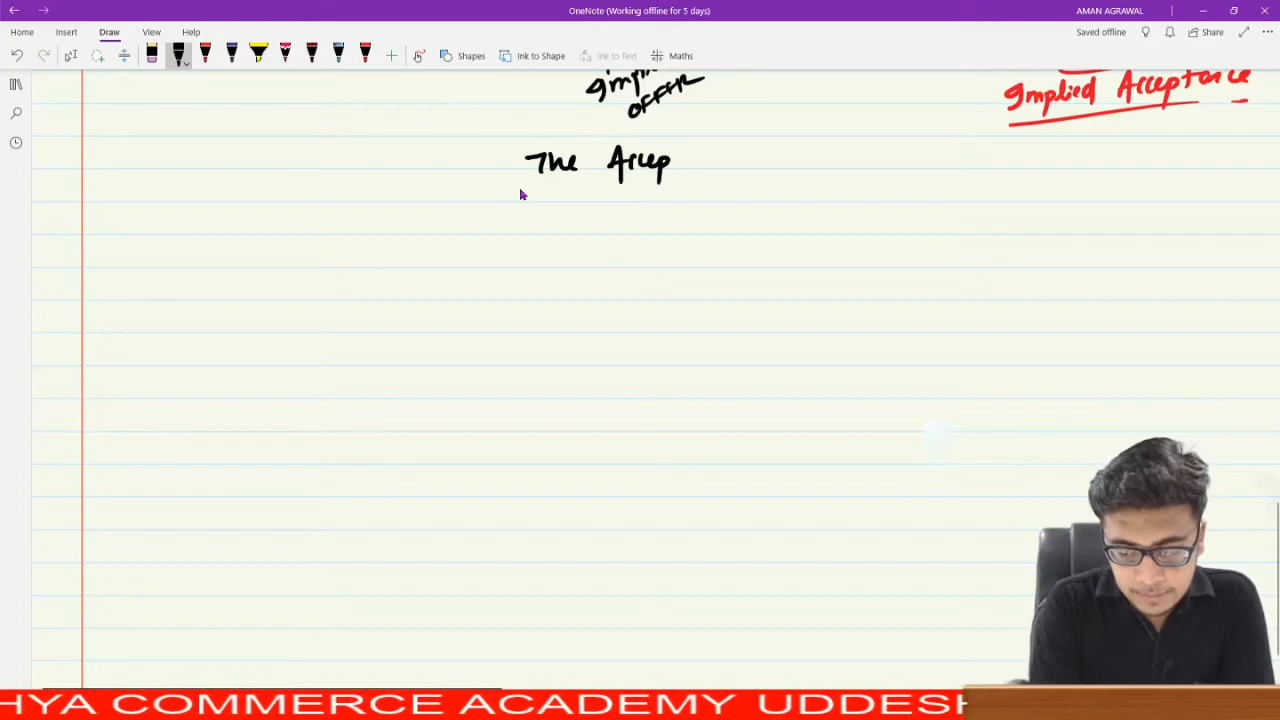 OneNote (Working offline for 5 days)
AMAN AGRAWAL
Home Insert Draw View Help
Saved offline Share
Shapes Ink to Shape Ink to Text Maths
Implied Acceptance
OFFER
The Accep
HYA COMMERCE ACADEMY UDDESH